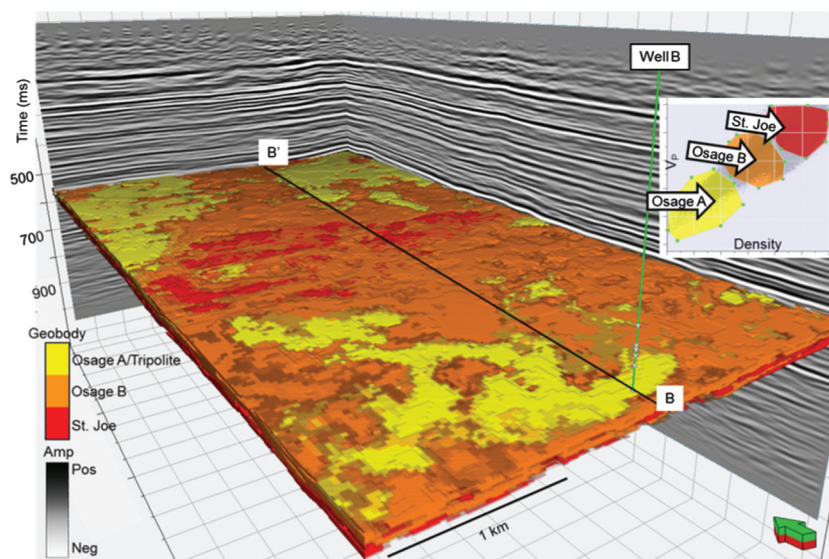 Well B
Time (ms)
B'
St. Joe
Osage B
Osage A
VP
Density
500
700
900
Geobody
Osage A/Tripolite
Osage B
St. Joe
B
Amp
Pos
Neg
1 km